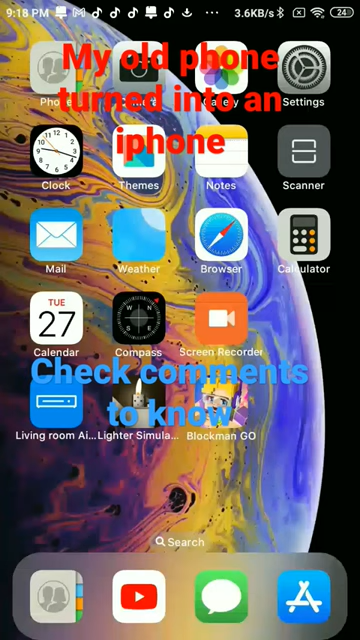 9:18 PM
3.6KB/s
24
My old phone
turned into an
iphone
Settings
Clock
Themes
Notes
Scanner
Mail
Weather
Browser
Calculator
TUE
27
N
W E
S
Calendar
Compass
Screen Recorder
Check comments
to know
Living room Ai...
Lighter Simula...
Blockman GO
Search